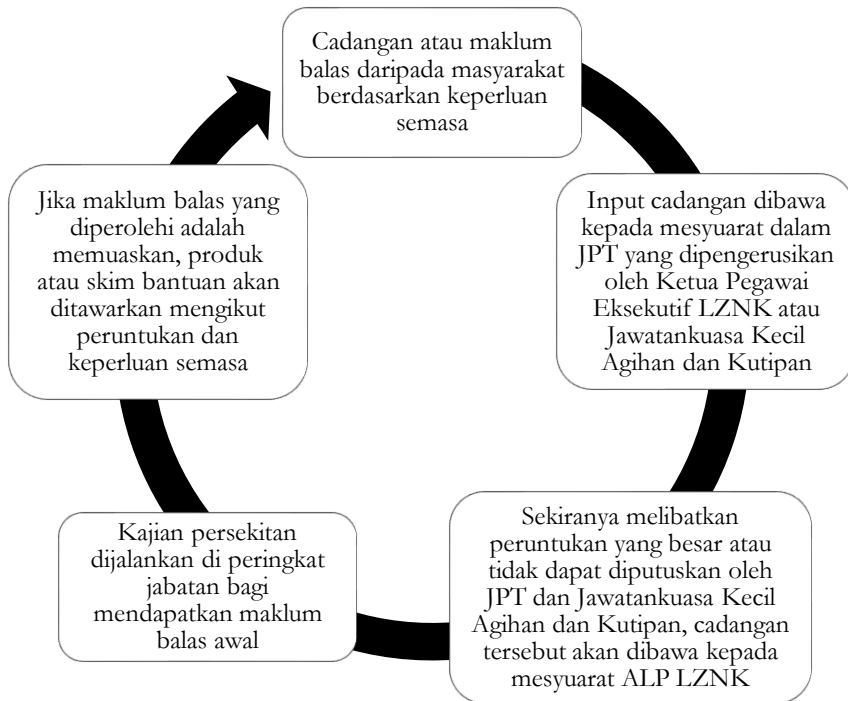 Cadangan atau maklum
balas daripada masyarakat
berdasarkan keperluan
semasa
Input cadangan dibawa
kepada mesyuarat dalam
JPT yang dipengerusikan
oleh Ketua Pegawai
Eksekutif LZNK atau
Jawatankuasa Kecil
Agihan dan Kutipan
Sekiranya melibatkan
peruntukan yang besar atau
tidak dapat diputuskan oleh
JPT dan Jawatankuasa Kecil
Agihan dan Kutipan, cadangan
tersebut akan dibawa kepada
mesyuarat ALP LZNK
Kajian persekitan
dijalankan di peringkat
jabatan bagi
mendapatkan maklum
balas awal
Jika maklum balas yang
diperolehi adalah
memuaskan, produk
atau skim bantuan akan
ditawarkan mengikut
peruntukan dan
keperluan semasa